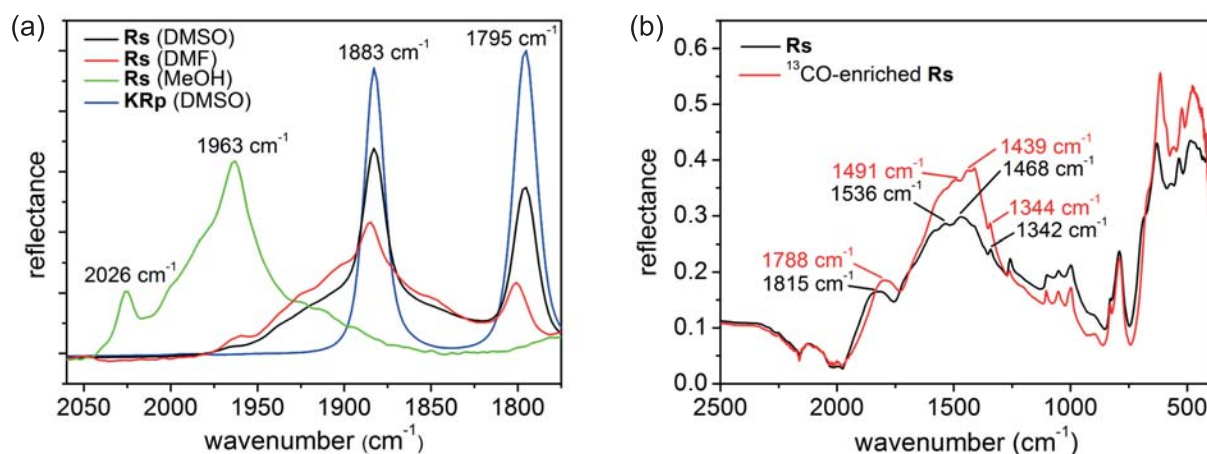 (a)
Rs (DMSO)
Rs (DMF)
Rs (MeOH)
KRp (DMSO)
1883 cm⁻¹
1795 cm⁻¹
1963 cm⁻¹
2026 cm⁻¹
reflectance
2050 2000 1950 1900 1850 1800
wavenumber (cm⁻¹)
(b)
Rs
¹³CO-enriched Rs
1439 cm⁻¹
1491 cm⁻¹
1468 cm⁻¹
1536 cm⁻¹
1344 cm⁻¹
1342 cm⁻¹
1788 cm⁻¹
1815 cm⁻¹
reflectance
0.6
0.5
0.4
0.3
0.2
0.1
0.0
2500 2000 1500 1000 500
wavenumber (cm⁻¹)